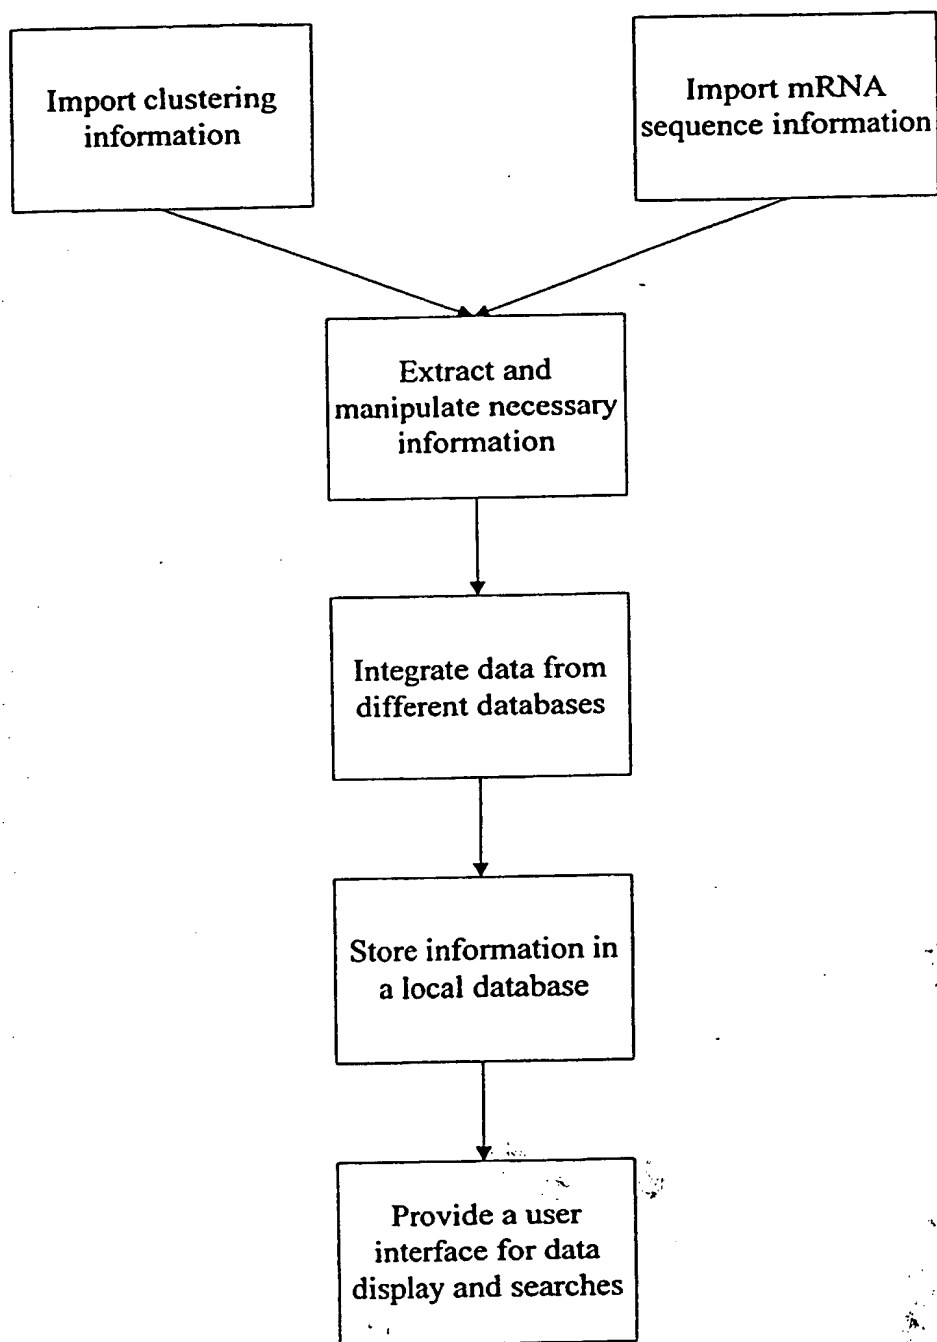 Import clustering
information
Import mRNA
sequence information
Extract and
manipulate necessary
information
Integrate data from
different databases
Store information in
a local database
Provide a user
interface for data
display and searches